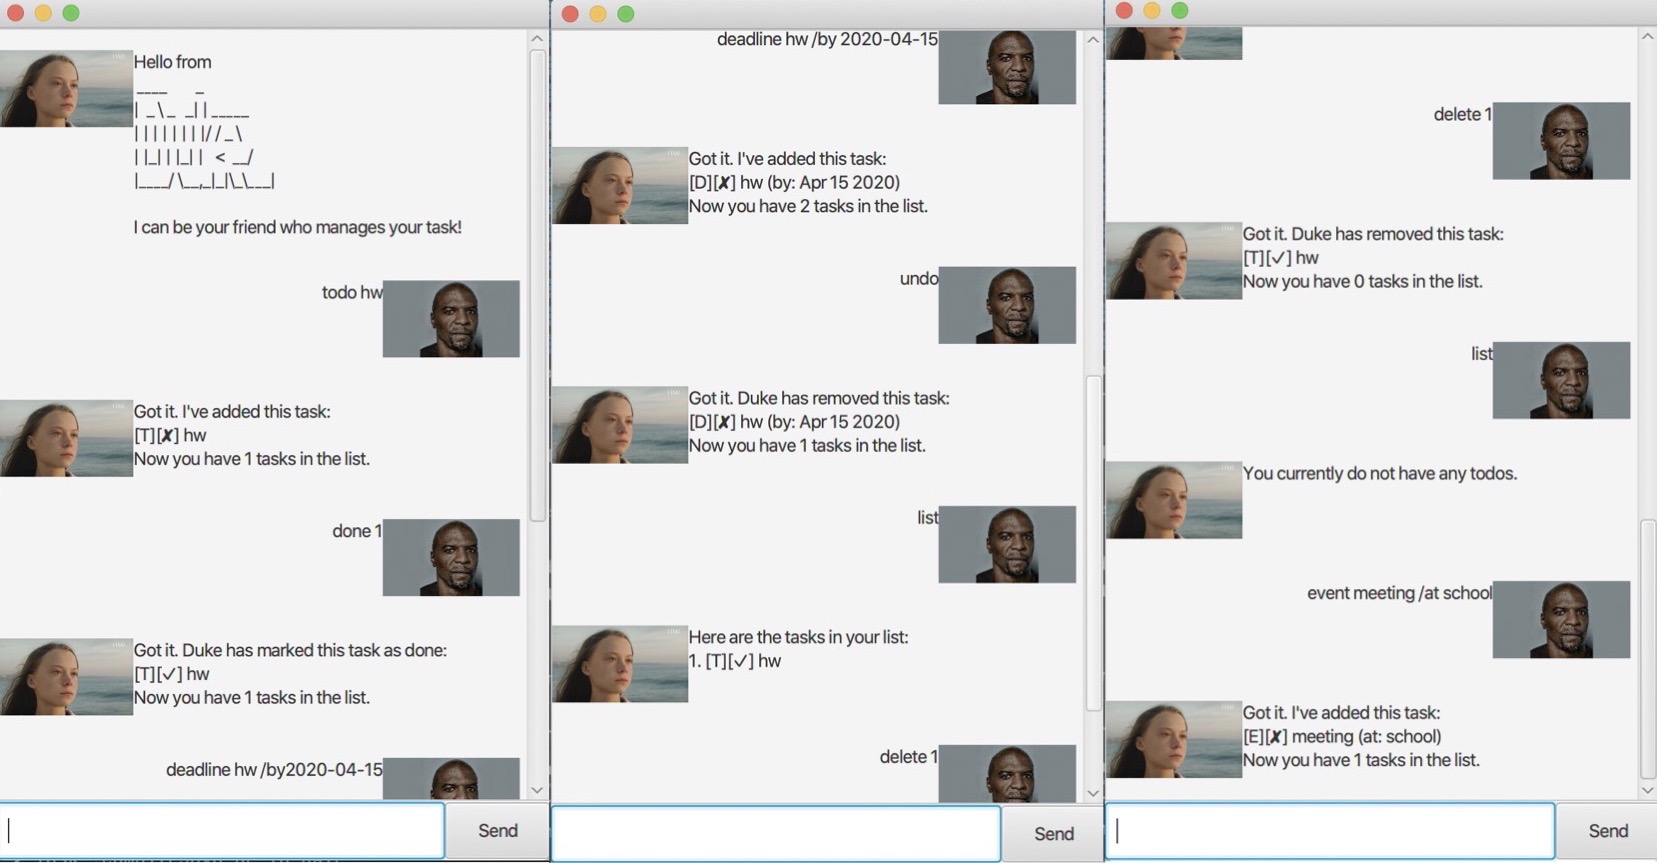 Hello from
____ _
| _\_ _| | _____
| | | | | | | |/ / _ \
| |_| | |_| | < __/
|____/ \__,_|_|\_\___|
I can be your friend who manages your task!
todo hw
Got it. I've added this task:
[T][✘] hw
Now you have 1 tasks in the list.
done 1
Got it. Duke has marked this task as done:
[T][✓] hw
Now you have 1 tasks in the list.
deadline hw /by2020-04-15
Send
deadline hw /by 2020-04-15
Got it. I've added this task:
[D][✘] hw (by: Apr 15 2020)
Now you have 2 tasks in the list.
undo
Got it. Duke has removed this task:
[D][✘] hw (by: Apr 15 2020)
Now you have 1 tasks in the list.
list
Here are the tasks in your list:
1. [T][✓] hw
delete 1
Send
delete 1
Got it. Duke has removed this task:
[T][✓] hw
Now you have 0 tasks in the list.
list
You currently do not have any todos.
event meeting /at school
Got it. I've added this task:
[E][✘] meeting (at: school)
Now you have 1 tasks in the list.
Send